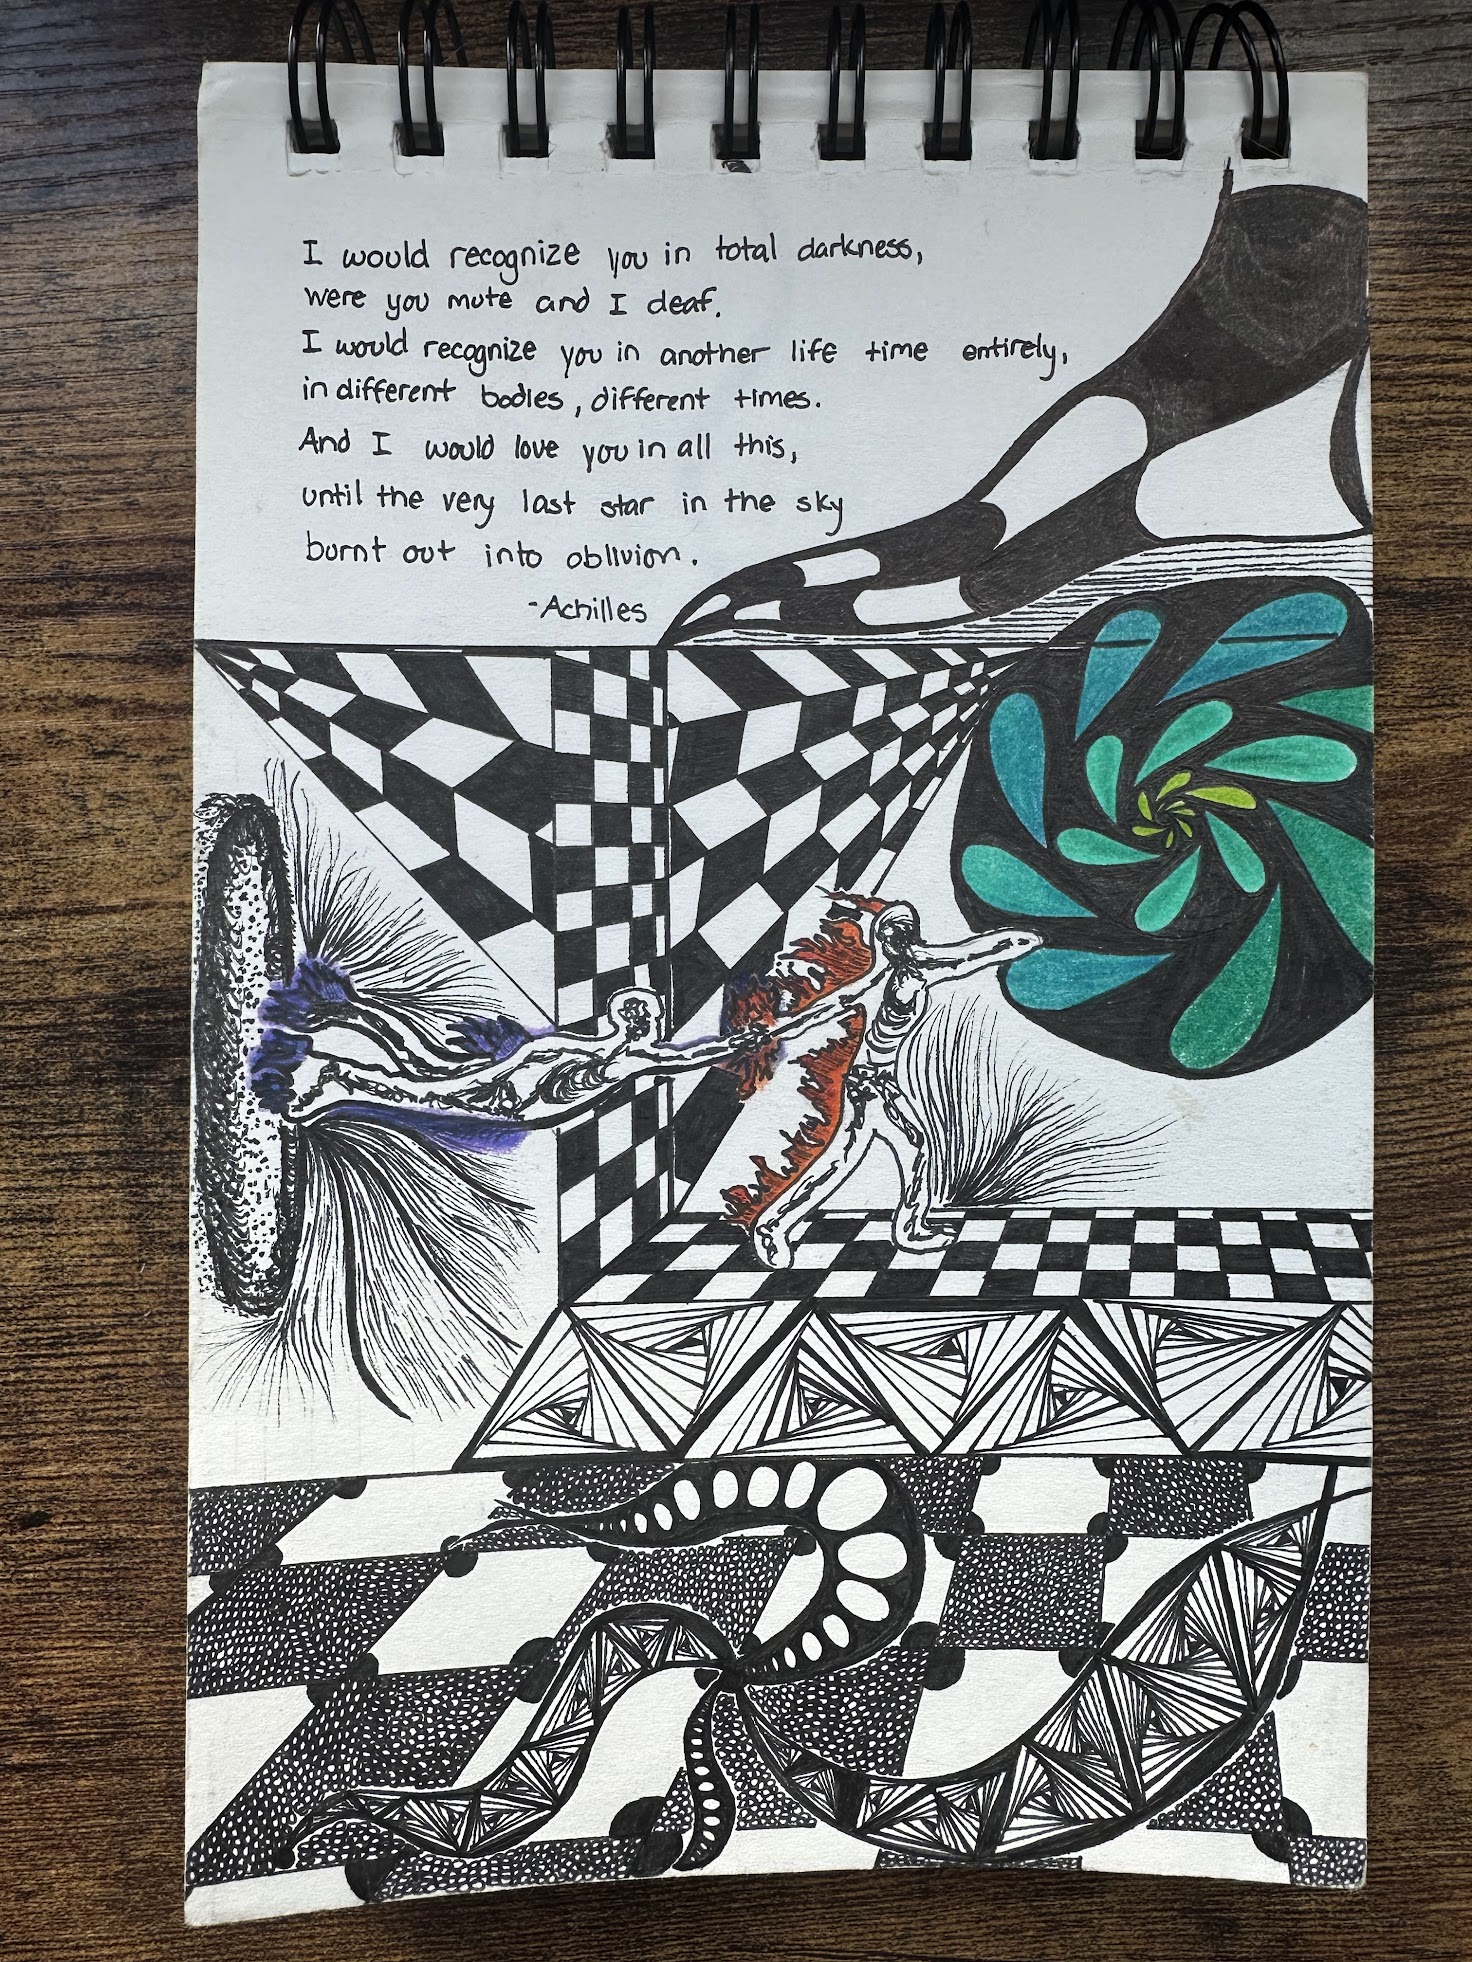 I would recognize you in total darkness,
were you mute and I deaf.
I would recognize you in another life time entirely,
in different bodies, different times.
And I would love you in all this,
until the very last star in the sky
burnt out into oblivion.
-Achilles